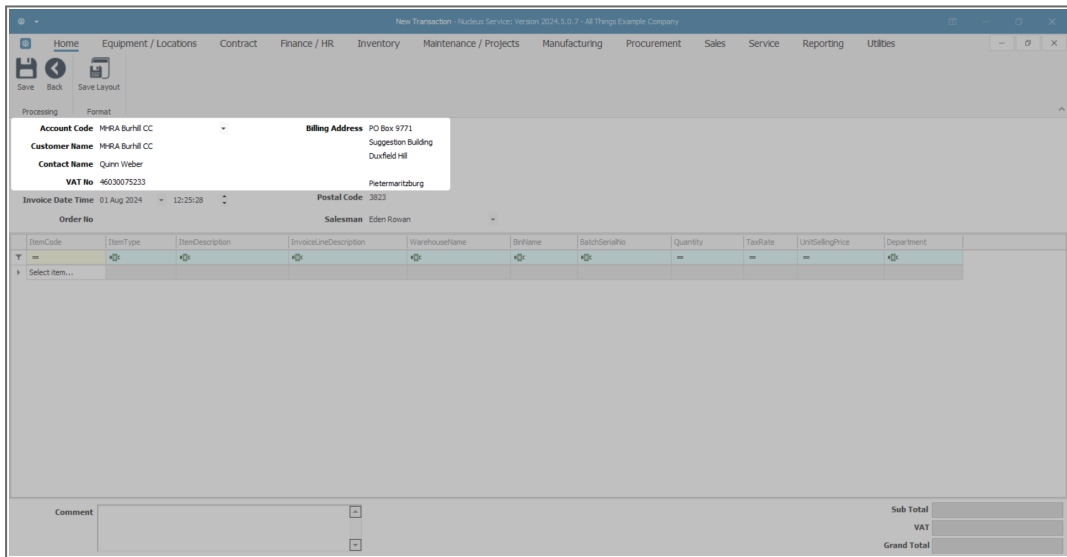 New Transaction - Nucleus Service: Version 2024.5.0.7 - All Things Example Company
Home Equipment / Locations Contract Finance / HR Inventory Maintenance / Projects Manufacturing Procurement Sales Service Reporting Utilities
Save Back Save Layout
Processing Format
Account Code MHRA Burhill CC Billing Address PO Box 9771
Customer Name MHRA Burhill CC Suggestion Building
Duxfield Hill
Contact Name Quinn Weber
VAT No 46030075233 Pietermaritzburg
Invoice Date Time 01 Aug 2024 12:25:28 Postal Code 3823
Order No Salesman Eden Rowan
ItemCode ItemType ItemDescription InvoiceLineDescription WarehouseName BinName BatchSerialNo Quantity TaxRate UnitSellingPrice Department
Select item...
Comment Sub Total
VAT
Grand Total